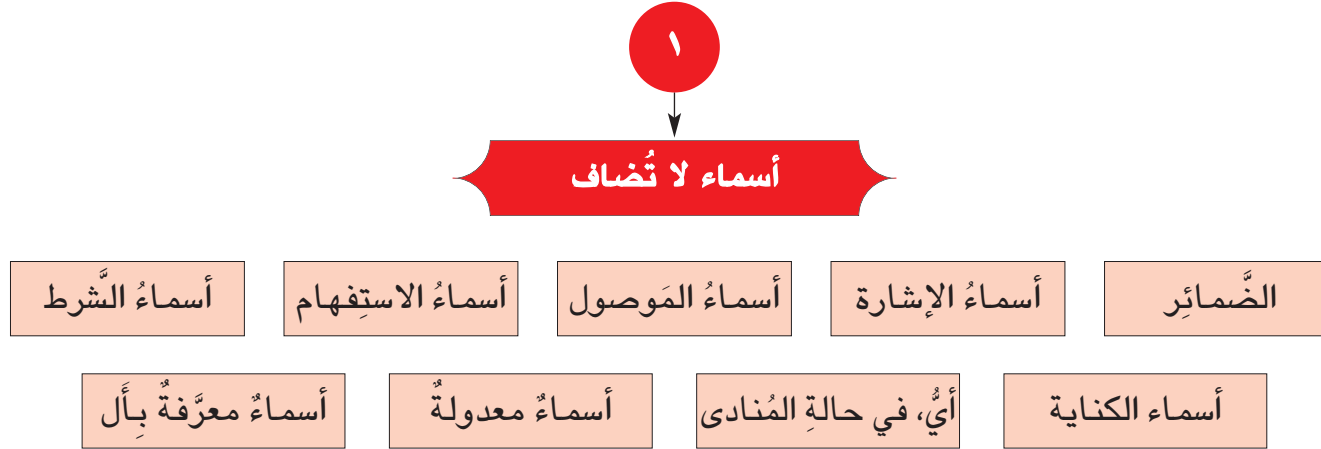 ١
أسماء لا تُضاف
الضَّمائِر
أسماءُ الإشارة
أسماءُ المَوصول
أسماءُ الاستِفهام
أسماءُ الشَّرط
أسماء الكناية
أيُّ، في حالةِ المُنادى
أسماءٌ معدولةٌ
أسماءٌ معرَّفةٌ بِأَل